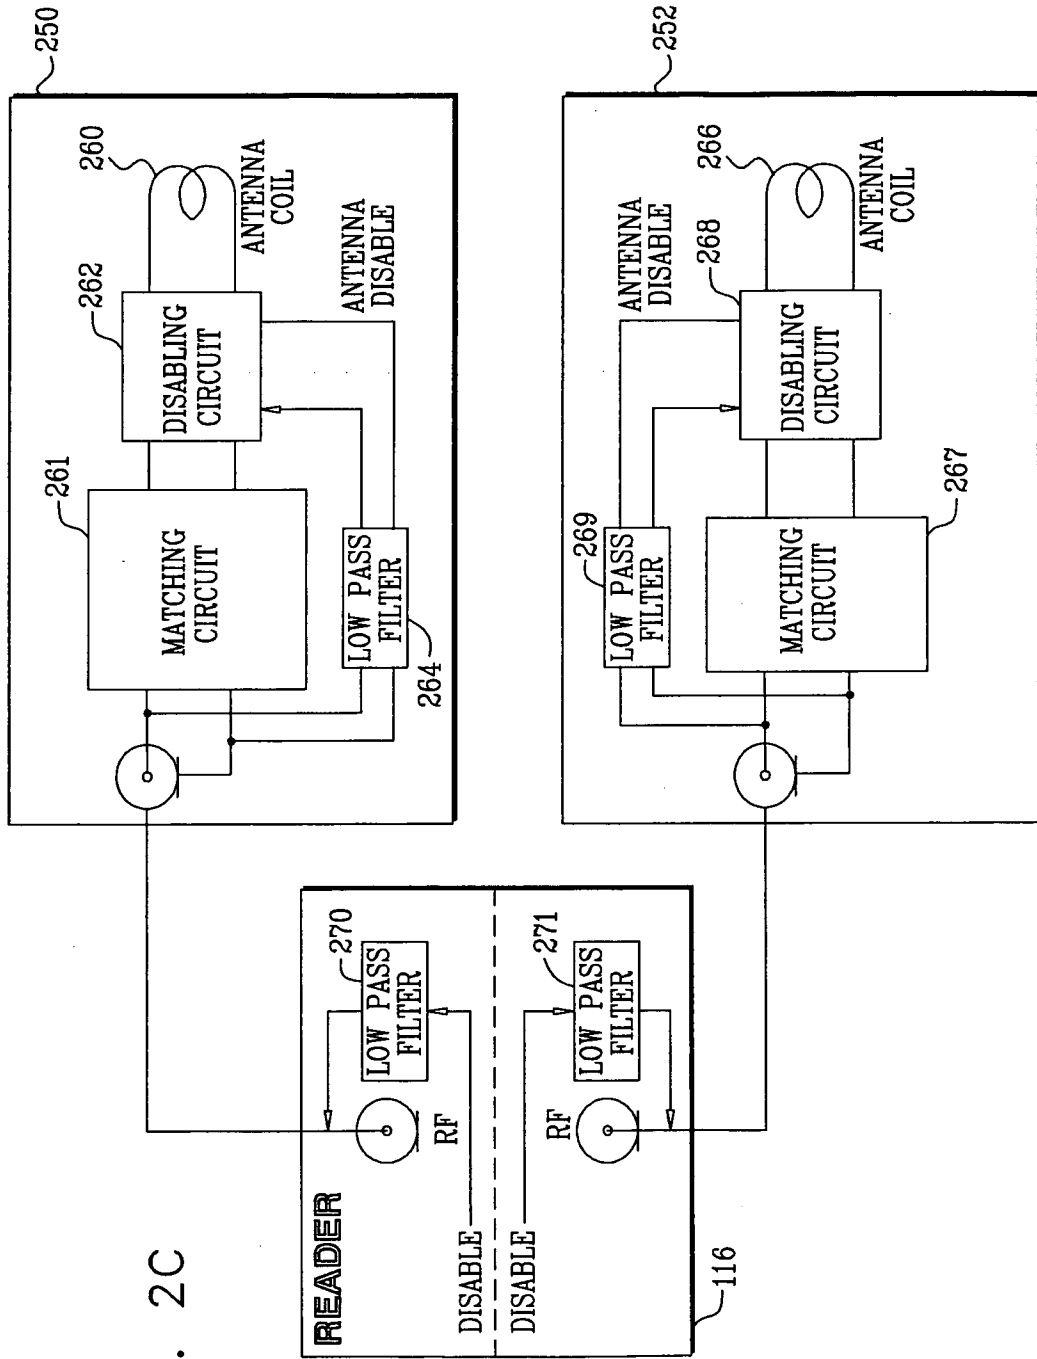 . 2C
READER
DISABLE
DISABLE
RF
RF
LOW PASS
FILTER
270
LOW PASS
FILTER
271
116
250
261
MATCHING
CIRCUIT
262
DISABLING
CIRCUIT
260
ANTENNA
COIL
ANTENNA
DISABLE
LOW PASS
FILTER
264
252
269
LOW PASS
FILTER
ANTENNA
DISABLE
268
DISABLING
CIRCUIT
266
ANTENNA
COIL
MATCHING
CIRCUIT
267